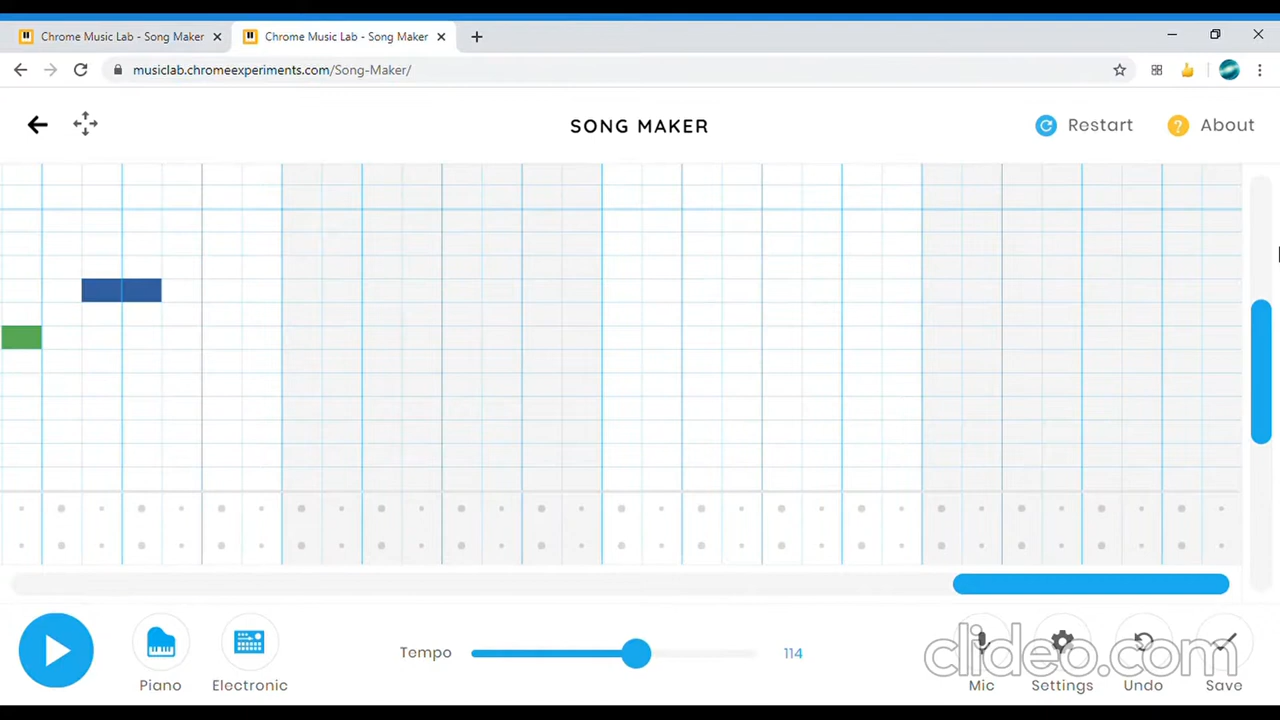 Chrome Music Lab - Song Maker
Chrome Music Lab - Song Maker
musiclab.chromeexperiments.com/Song-Maker/
SONG MAKER
Restart
? About
Piano
Electronic
Tempo
114
Mic
Settings
Undo
Save
clideo.com